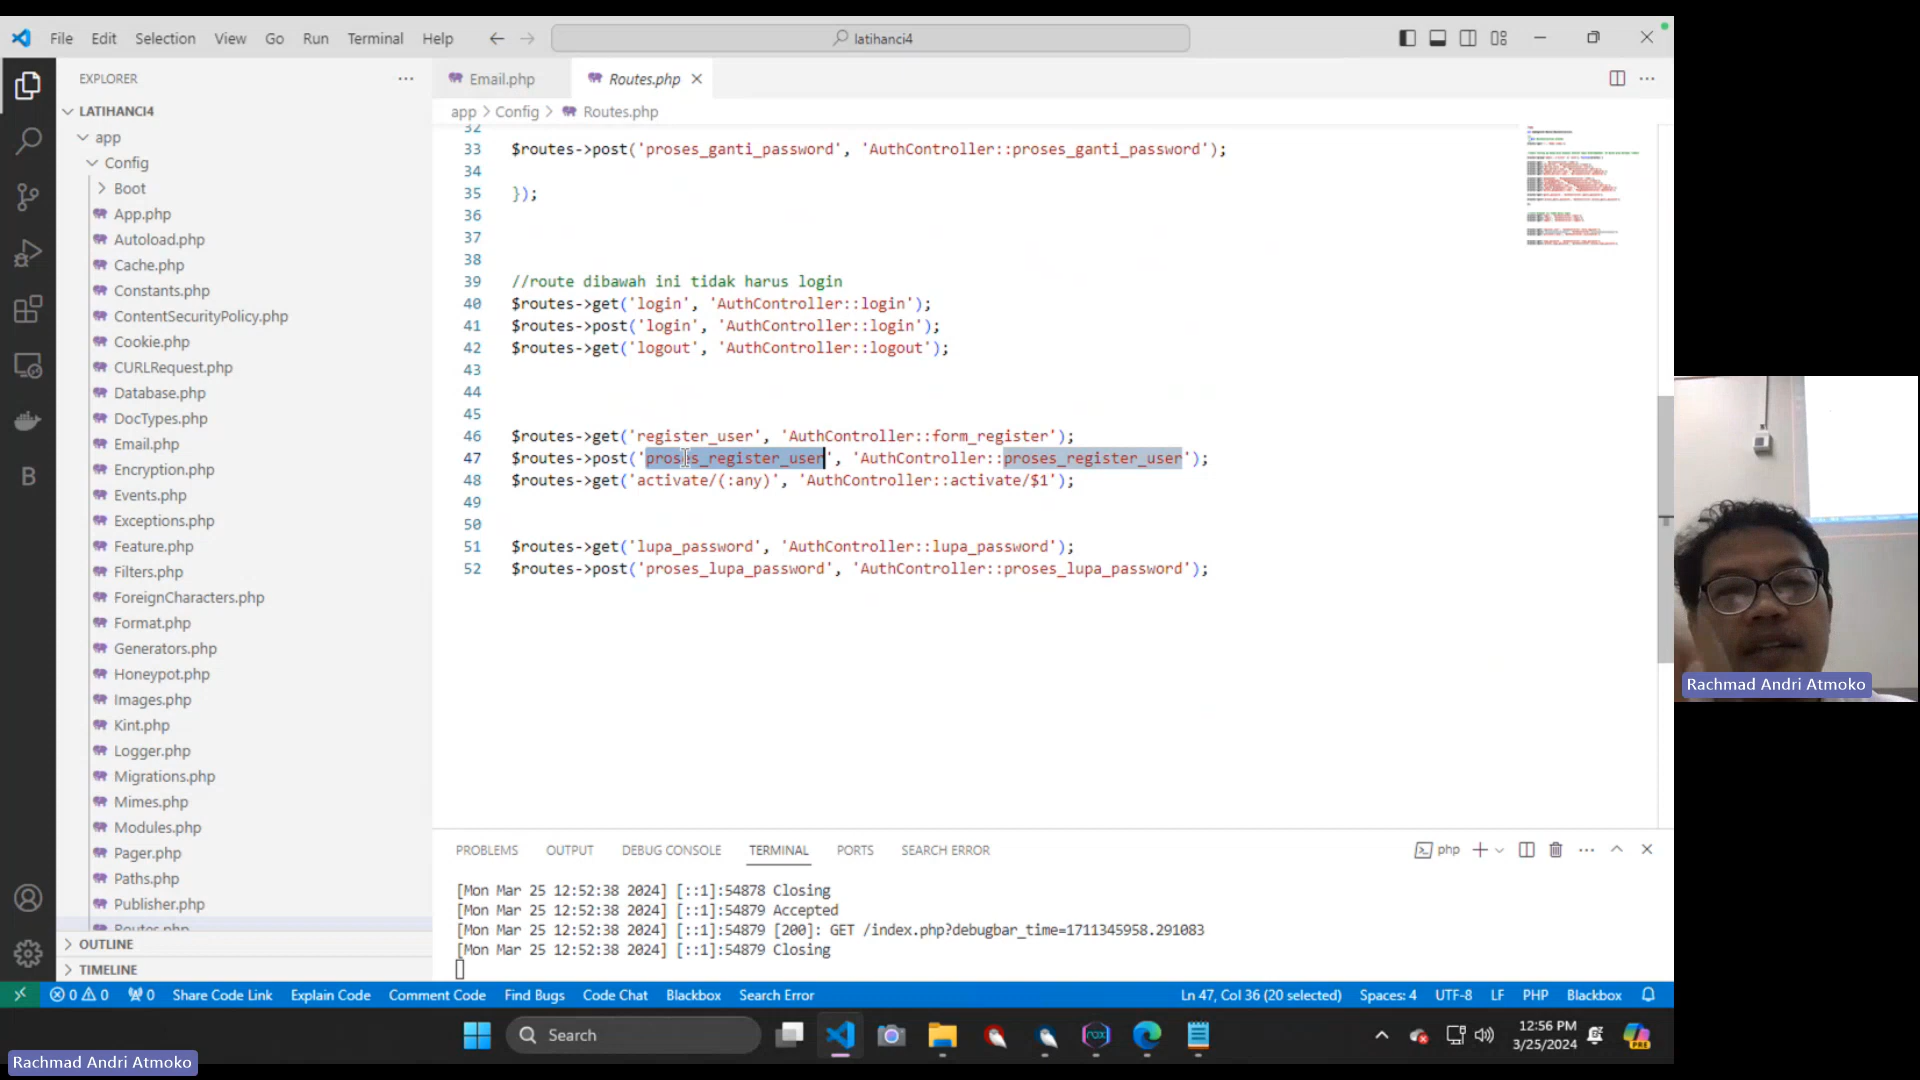 File Edit Selection View Go Run Terminal Help
latihanci4
EXPLORER
LATIHANCI4
app
Config
Boot
App.php
Autoload.php
Cache.php
Constants.php
ContentSecurityPolicy.php
Cookie.php
CURLRequest.php
Database.php
DocTypes.php
Email.php
Encryption.php
Events.php
Exceptions.php
Feature.php
Filters.php
ForeignCharacters.php
Format.php
Generators.php
Honeypot.php
Images.php
Kint.php
Logger.php
Migrations.php
Mimes.php
Modules.php
Pager.php
Paths.php
Publisher.php
Routes.php
OUTLINE
TIMELINE
Email.php Routes.php
app > Config > Routes.php
32
33 $routes->post('proses_ganti_password', 'AuthController::proses_ganti_password');
34
35 });
36
37
38
39 //route dibawah ini tidak harus login
40 $routes->get('login', 'AuthController::login');
41 $routes->post('login', 'AuthController::login');
42 $routes->get('logout', 'AuthController::logout');
43
44
45
46 $routes->get('register_user', 'AuthController::form_register');
47 $routes->post('proses_register_user', 'AuthController::proses_register_user');
48 $routes->get('activate/(:any)', 'AuthController::activate/$1');
49
50
51 $routes->get('lupa_password', 'AuthController::lupa_password');
52 $routes->post('proses_lupa_password', 'AuthController::proses_lupa_password');
PROBLEMS OUTPUT DEBUG CONSOLE TERMINAL PORTS SEARCH ERROR
php
[Mon Mar 25 12:52:38 2024] [::1]:54878 Closing
[Mon Mar 25 12:52:38 2024] [::1]:54879 Accepted
[Mon Mar 25 12:52:38 2024] [::1]:54879 [200]: GET /index.php?debugbar_time=1711345958.291083
[Mon Mar 25 12:52:38 2024] [::1]:54879 Closing
0 0 0 Share Code Link Explain Code Comment Code Find Bugs Code Chat Blackbox Search Error
Ln 47, Col 36 (20 selected) Spaces: 4 UTF-8 LF PHP Blackbox
Search
12:56 PM
3/25/2024
PRE
Rachmad Andri Atmoko
Rachmad Andri Atmoko